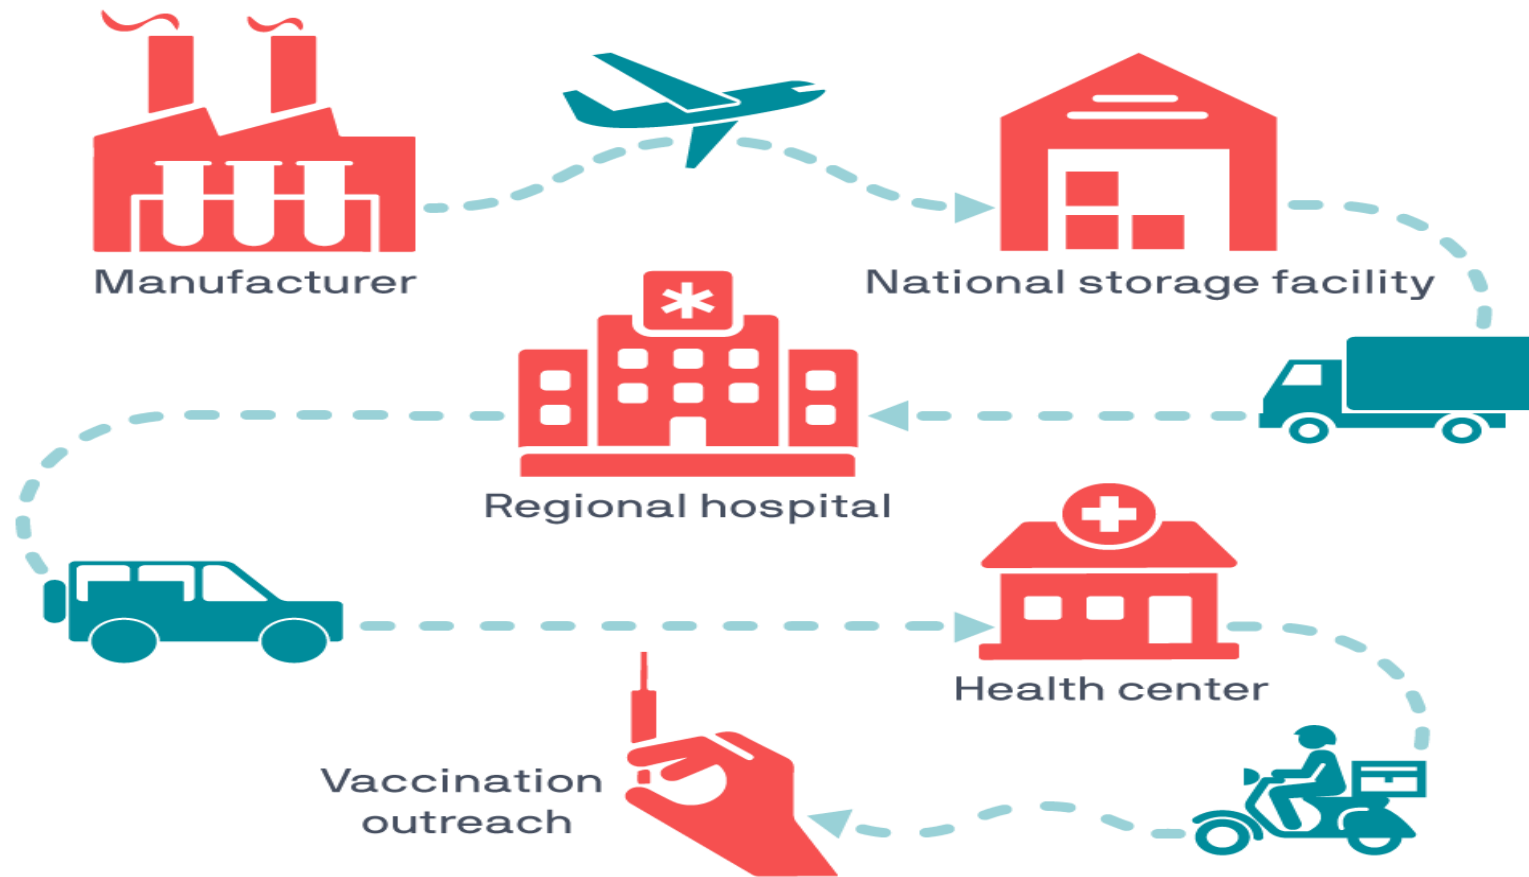 Manufacturer
National storage facility
Regional hospital
Health center
Vaccination
outreach